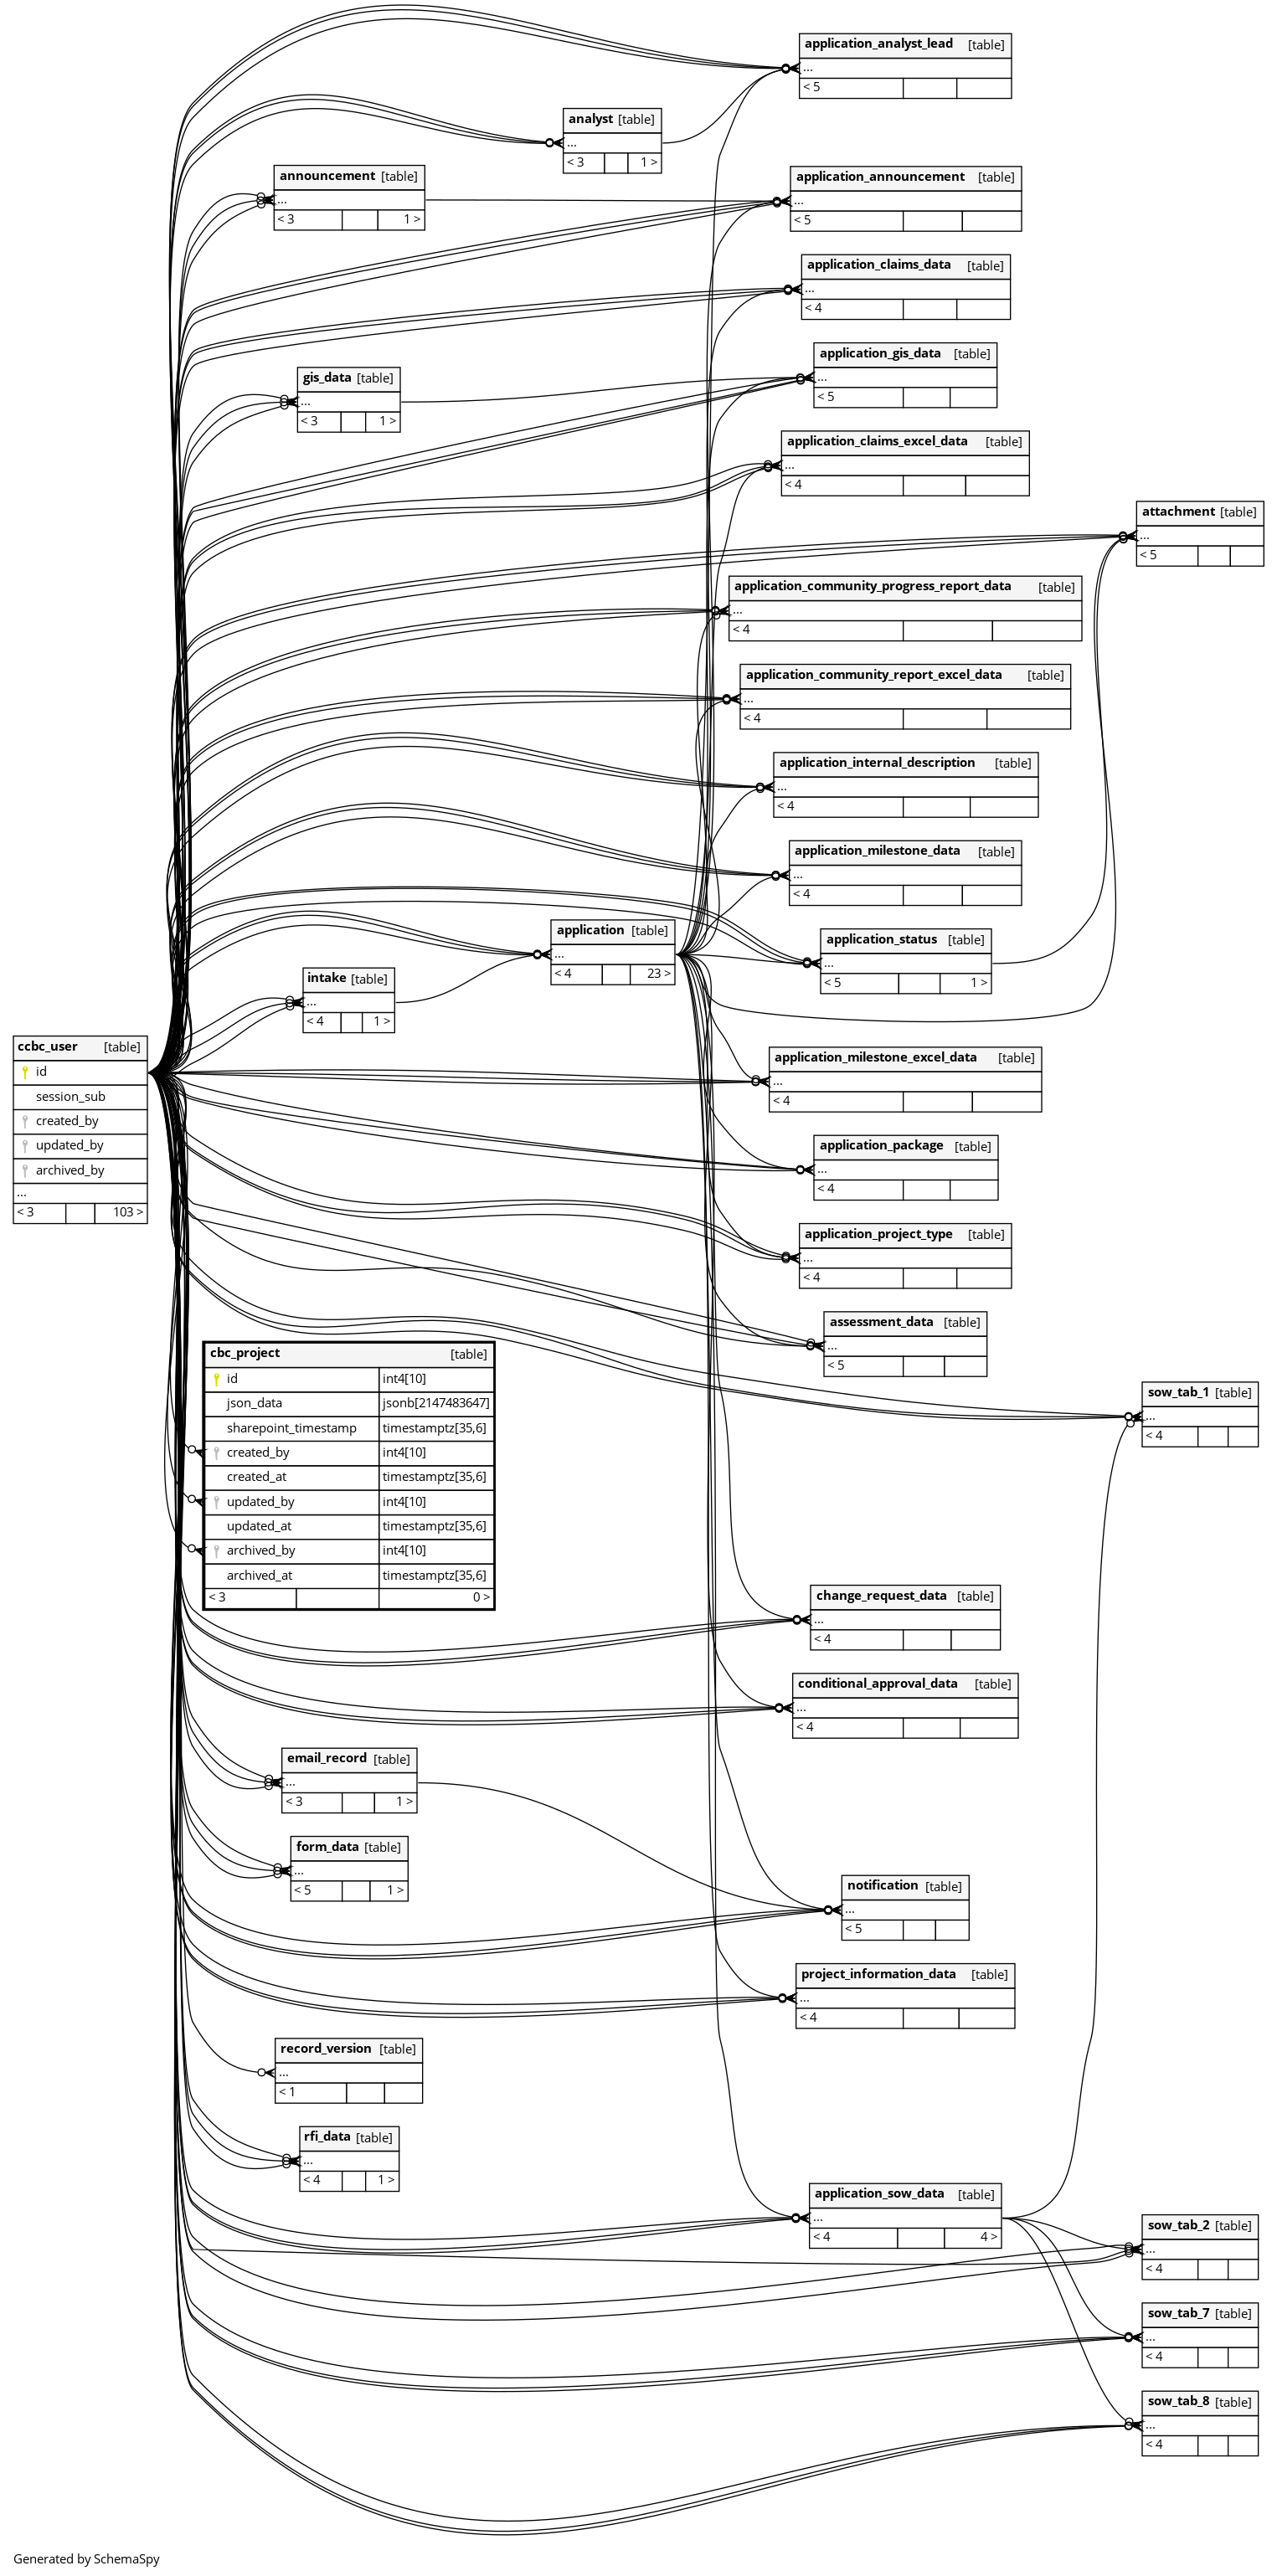 application_analyst_lead [table]
...
< 5
analyst [table]
...
< 3 1 >
announcement [table]
...
< 3 1 >
application_announcement [table]
...
< 5
application_claims_data [table]
...
< 4
application_gis_data [table]
...
< 5
gis_data [table]
...
< 3 1 >
application_claims_excel_data [table]
...
< 4
attachment [table]
...
< 5
application_community_progress_report_data [table]
...
< 4
application_community_report_excel_data [table]
...
< 4
application_internal_description [table]
...
< 4
application_milestone_data [table]
...
< 4
application [table]
...
< 4 23 >
application_status [table]
...
< 5 1 >
intake [table]
...
< 4 1 >
ccbc_user [table]
id
session_sub
created_by
updated_by
archived_by
...
< 3 103 >
application_milestone_excel_data [table]
...
< 4
application_package [table]
...
< 4
application_project_type [table]
...
< 4
assessment_data [table]
...
< 5
cbc_project [table]
id int4[10]
json_data jsonb[2147483647]
sharepoint_timestamp timestamptz[35,6]
created_by int4[10]
created_at timestamptz[35,6]
updated_by int4[10]
updated_at timestamptz[35,6]
archived_by int4[10]
archived_at timestamptz[35,6]
< 3 0 >
sow_tab_1 [table]
...
< 4
change_request_data [table]
...
< 4
conditional_approval_data [table]
...
< 4
email_record [table]
...
< 3 1 >
form_data [table]
...
< 5 1 >
notification [table]
...
< 5
project_information_data [table]
...
< 4
record_version [table]
...
< 1
rfi_data [table]
...
< 4 1 >
application_sow_data [table]
...
< 4 4 >
sow_tab_2 [table]
...
< 4
sow_tab_7 [table]
...
< 4
sow_tab_8 [table]
...
< 4
Generated by SchemaSpy